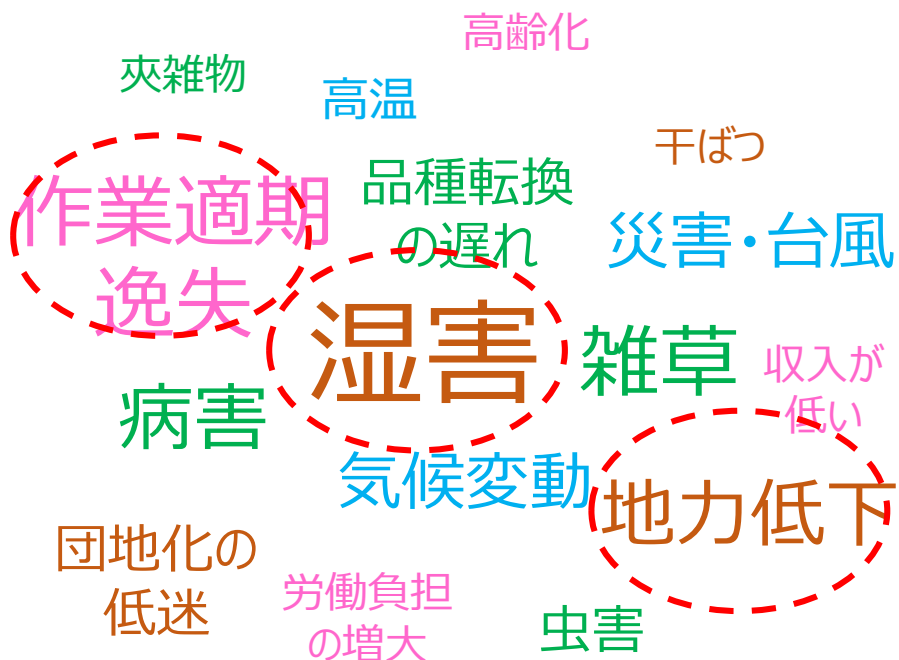 高齢化
夾雑物
高温
干ばつ
作業適期
逸失
品種転換
の遅れ
災害・台風
湿害
雑草
収入が
低い
病害
気候変動
地力低下
団地化の
低迷
労働負担
の増大
虫害